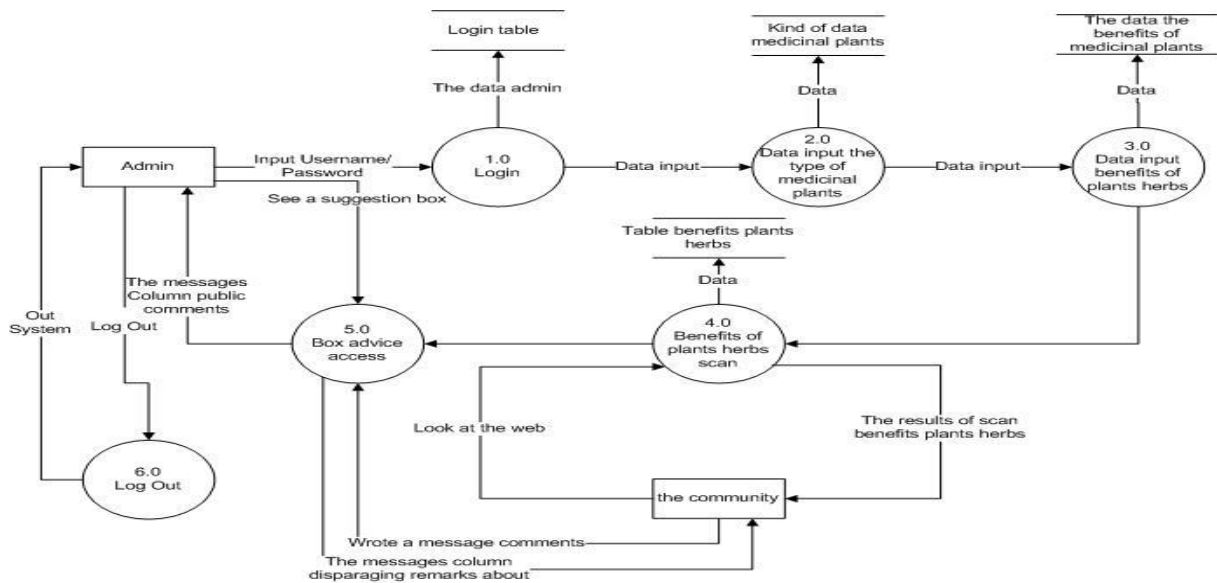 Login table
Kind of data
medicinal plants
The data the
benefits of
medicinal plants
The data admin
Data
Data
Admin
Input Username/
Password
1.0
Login
Data input
2.0
Data input the
type of
medicinal
plants
Data input
3.0
Data input
benefits of
plants herbs
See a suggestion box
Table benefits plants
herbs
Data
The messages
Column public
comments
Out
System
Log Out
5.0
Box advice
access
4.0
Benefits of
plants herbs
scan
Look at the web
The results of scan
benefits plants herbs
6.0
Log Out
the community
Wrote a message comments
The messages column
disparaging remarks about